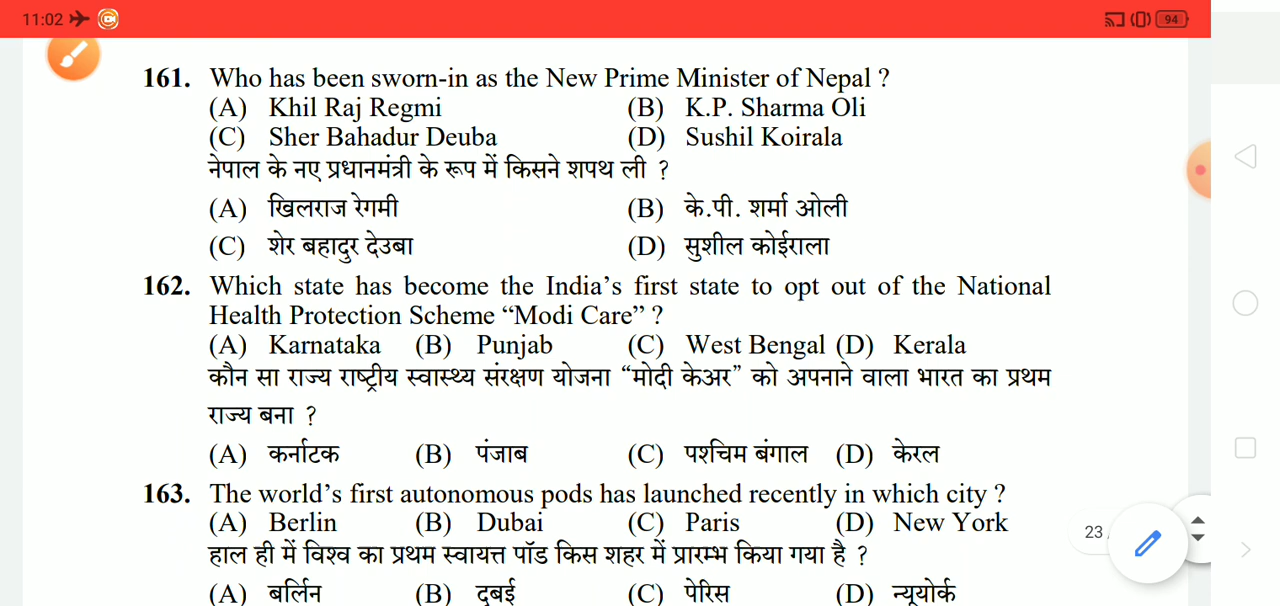 11:02
94
161. Who has been sworn-in as the New Prime Minister of Nepal ?
(A) Khil Raj Regmi (B) K.P. Sharma Oli
(C) Sher Bahadur Deuba (D) Sushil Koirala
नेपाल के नए प्रधानमंत्री के रूप में किसने शपथ ली ?
(A) खिलराज रेगमी (B) के.पी. शर्मा ओली
(C) शेर बहादुर देउबा (D) सुशील कोईराला
162. Which state has become the India's first state to opt out of the National
Health Protection Scheme “Modi Care” ?
(A) Karnataka (B) Punjab (C) West Bengal (D) Kerala
कौन सा राज्य राष्ट्रीय स्वास्थ्य संरक्षण योजना “मोदी केअर” को अपनाने वाला भारत का प्रथम
राज्य बना ?
(A) कर्नाटक (B) पंजाब (C) पश्चिम बंगाल (D) केरल
163. The world's first autonomous pods has launched recently in which city ?
(A) Berlin (B) Dubai (C) Paris (D) New York
हाल ही में विश्व का प्रथम स्वायत्त पॉड किस शहर में प्रारम्भ किया गया है ?
(A) बर्लिन (B) दुबई (C) पेरिस (D) न्यूयोर्क
23